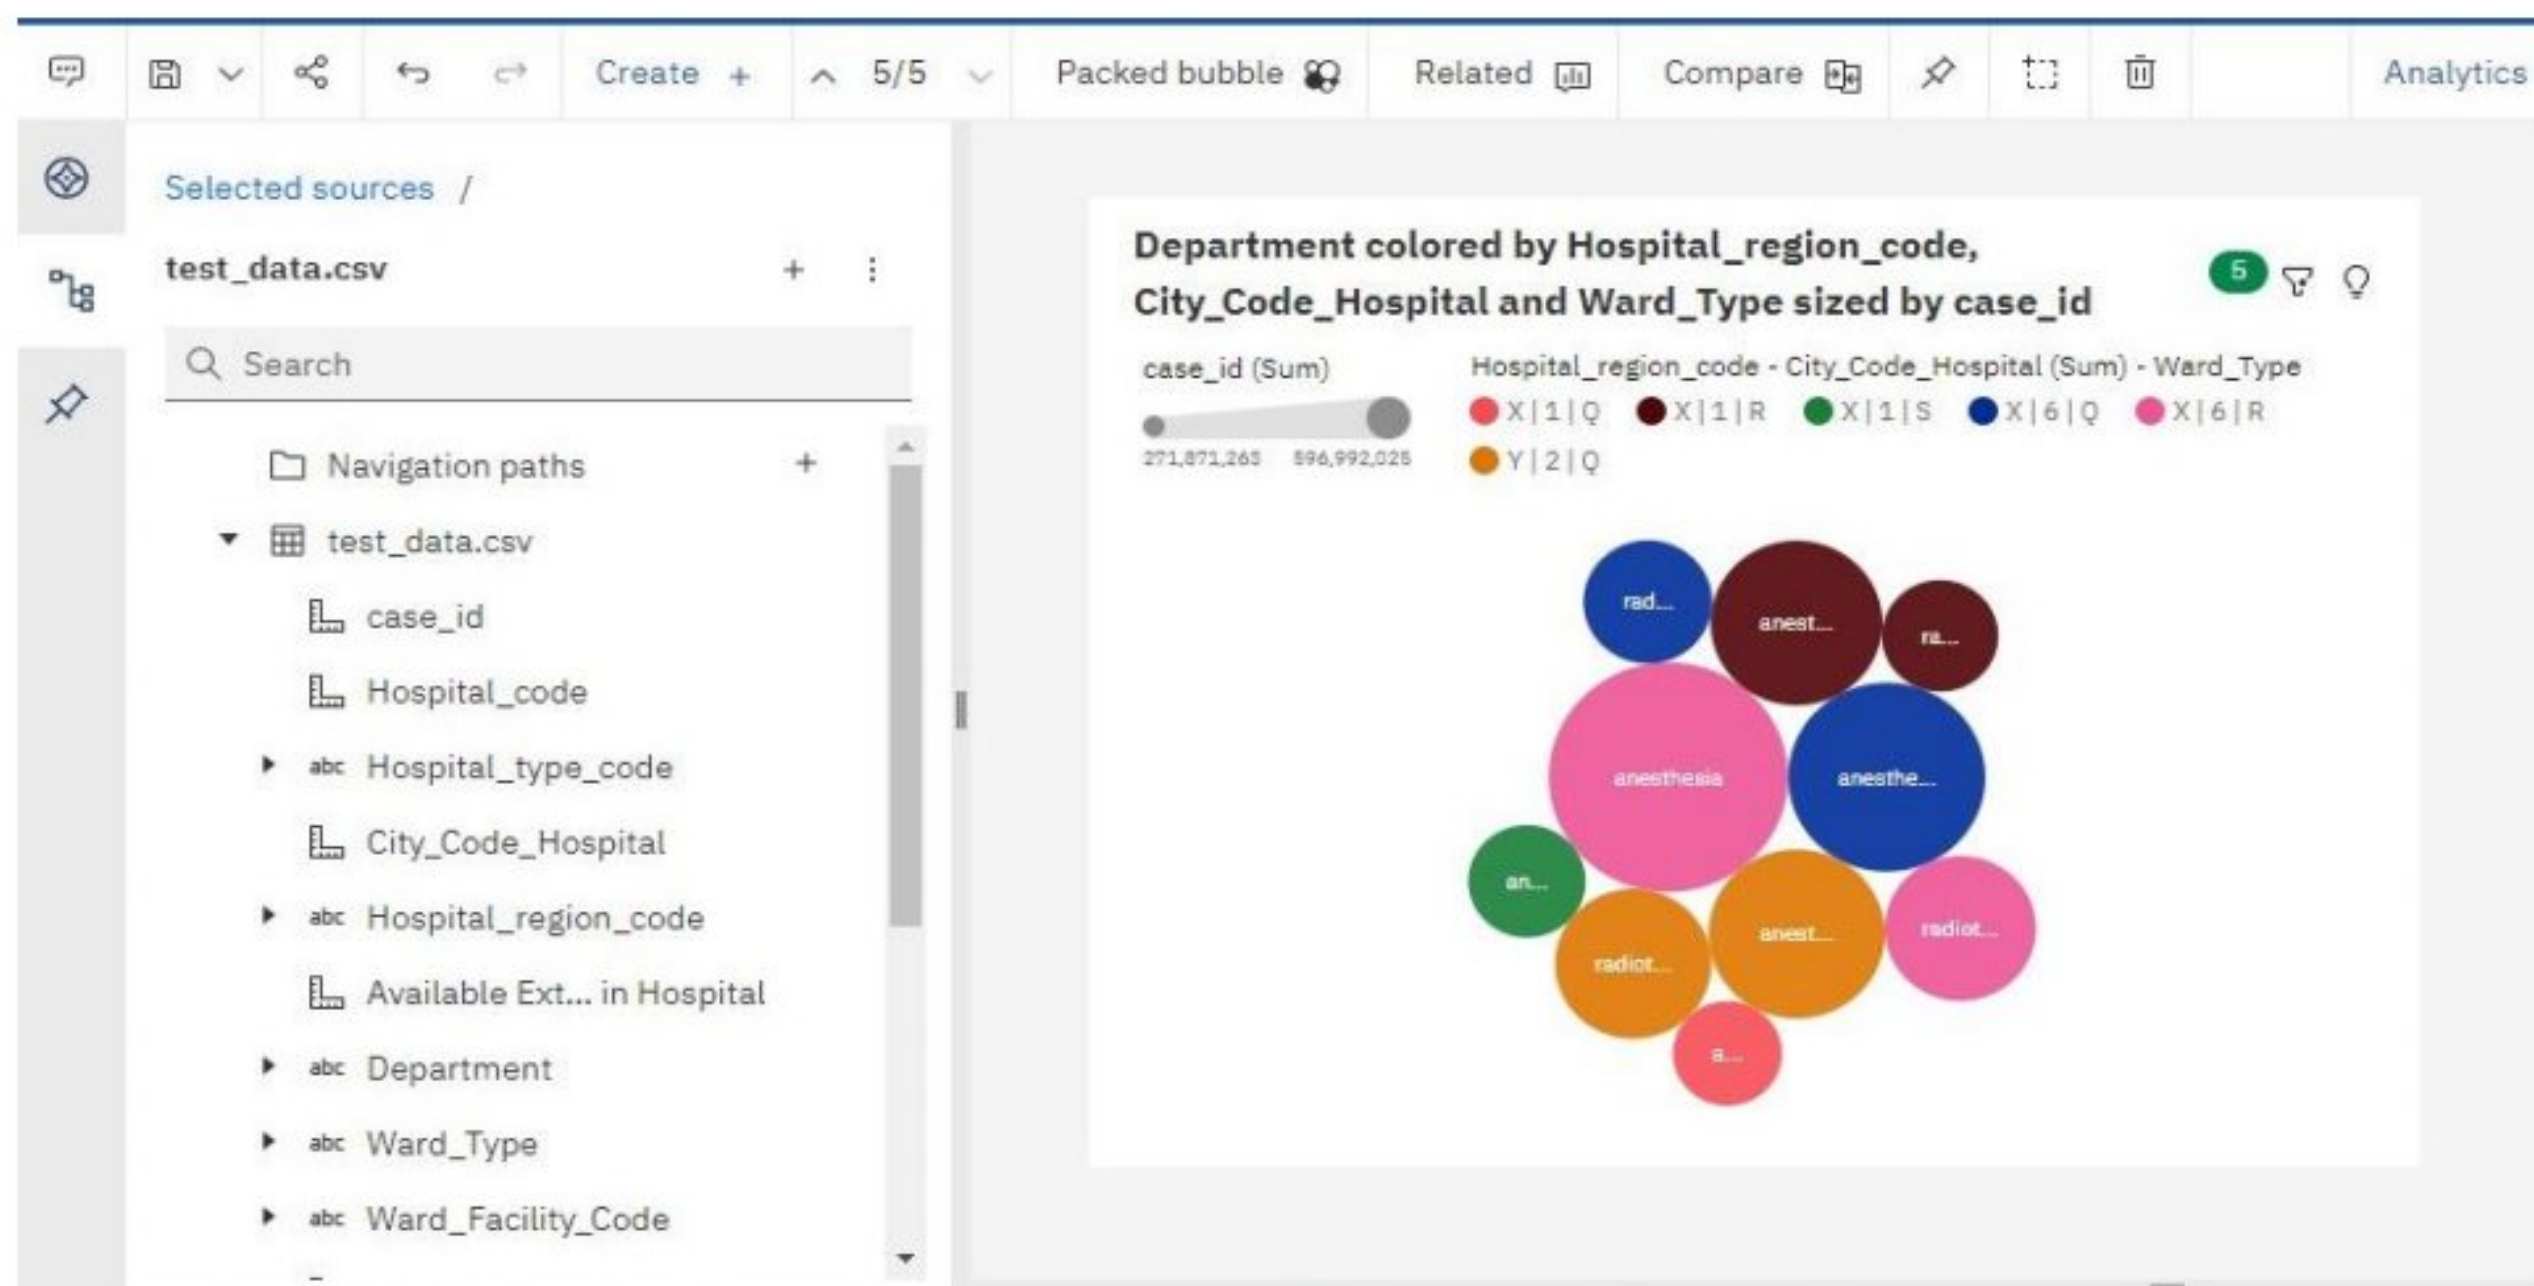 Create +
5/5
Packed bubble
Related
Compare
Analytics
Selected sources /
test_data.csv
Search
Navigation paths
test_data.csv
case_id
Hospital_code
abc Hospital_type_code
City_Code_Hospital
abc Hospital_region_code
Available Ext... in Hospital
abc Department
abc Ward_Type
abc Ward_Facility_Code
Department colored by Hospital_region_code,
City_Code_Hospital and Ward_Type sized by case_id
5
case_id (Sum)
271,871,263 596,992,025
Hospital_region_code - City_Code_Hospital (Sum) - Ward_Type
X|1|Q X|1|R X|1|S X|6|Q X|6|R
Y|2|Q
rad...
anest...
ra...
anesthesia
anesthe...
an...
radiot...
anest...
radiot...
a...